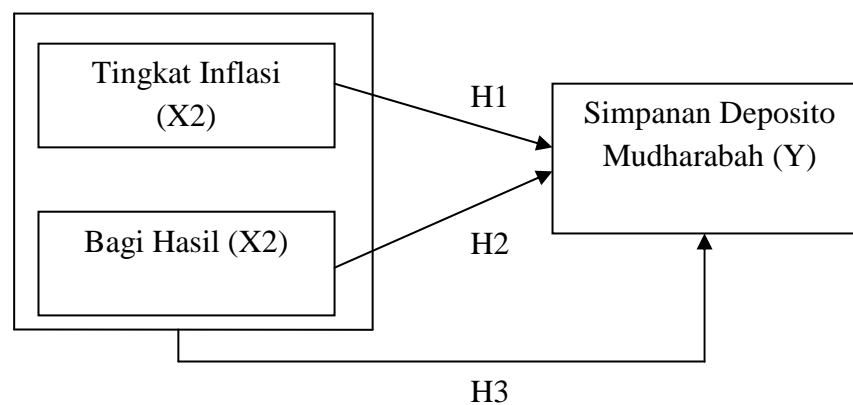 Tingkat Inflasi
(X2)
H1
Simpanan Deposito
Mudharabah (Y)
Bagi Hasil (X2)
H2
H3